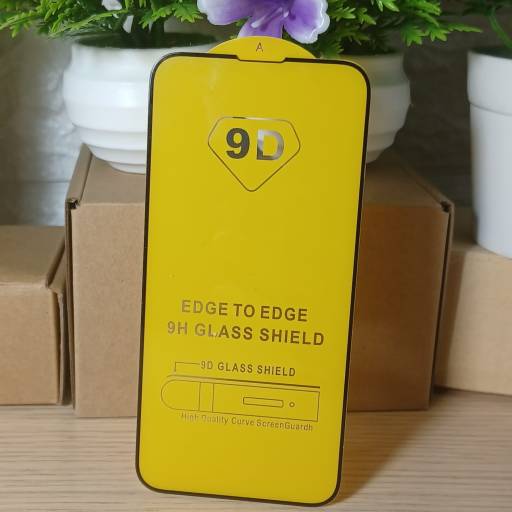 A
9D
EDGE TO EDGE
9H GLASS SHIELD
9D GLASS SHIELD
High Quality Curve ScreenGuardh